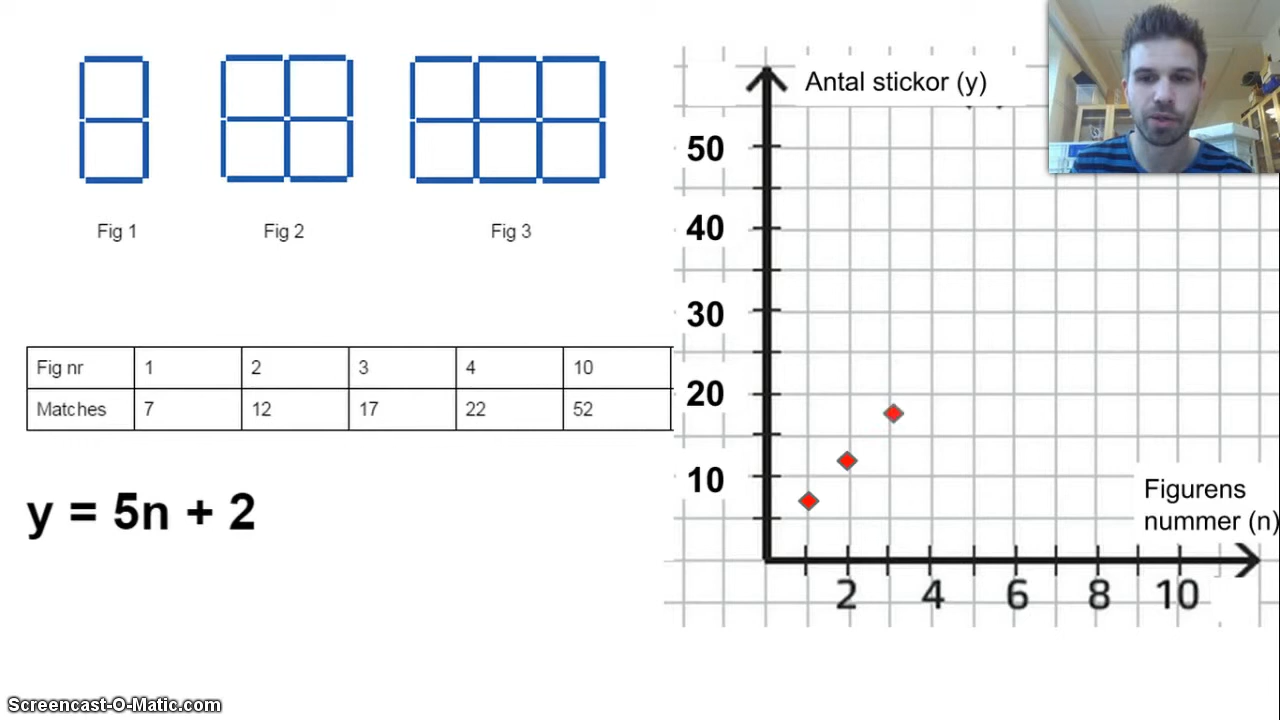 Fig 1
Fig 2
Fig 3
Fig nr 1 2 3 4 10
Matches 7 12 17 22 52
y = 5n + 2
Antal stickor (y)
50
40
30
20
10
Figurens
nummer (n)
2 4 6 8 10
Screencast-O-Matic.com